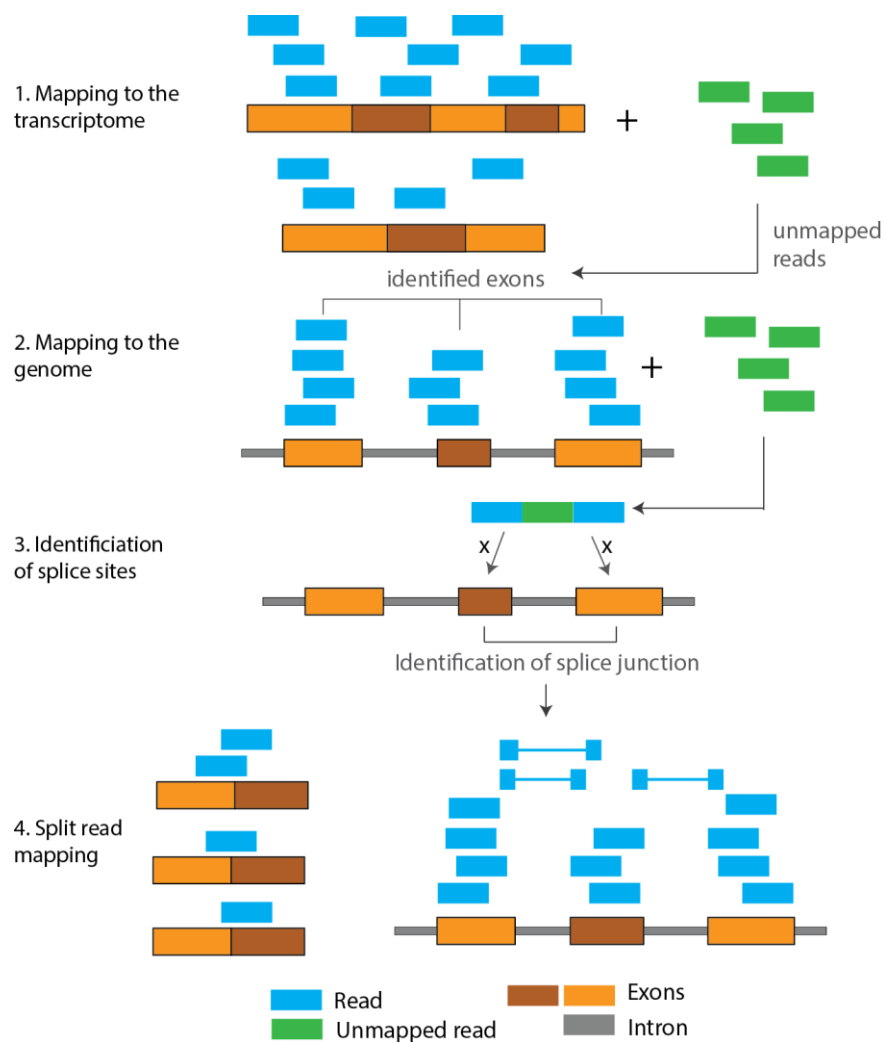 1. Mapping to the
transcriptome
+
unmapped
reads
identified exons
2. Mapping to the
genome
+
3. Identificiation
of splice sites
x
x
Identification of splice junction
4. Split read
mapping
Read
Exons
Unmapped read
Intron